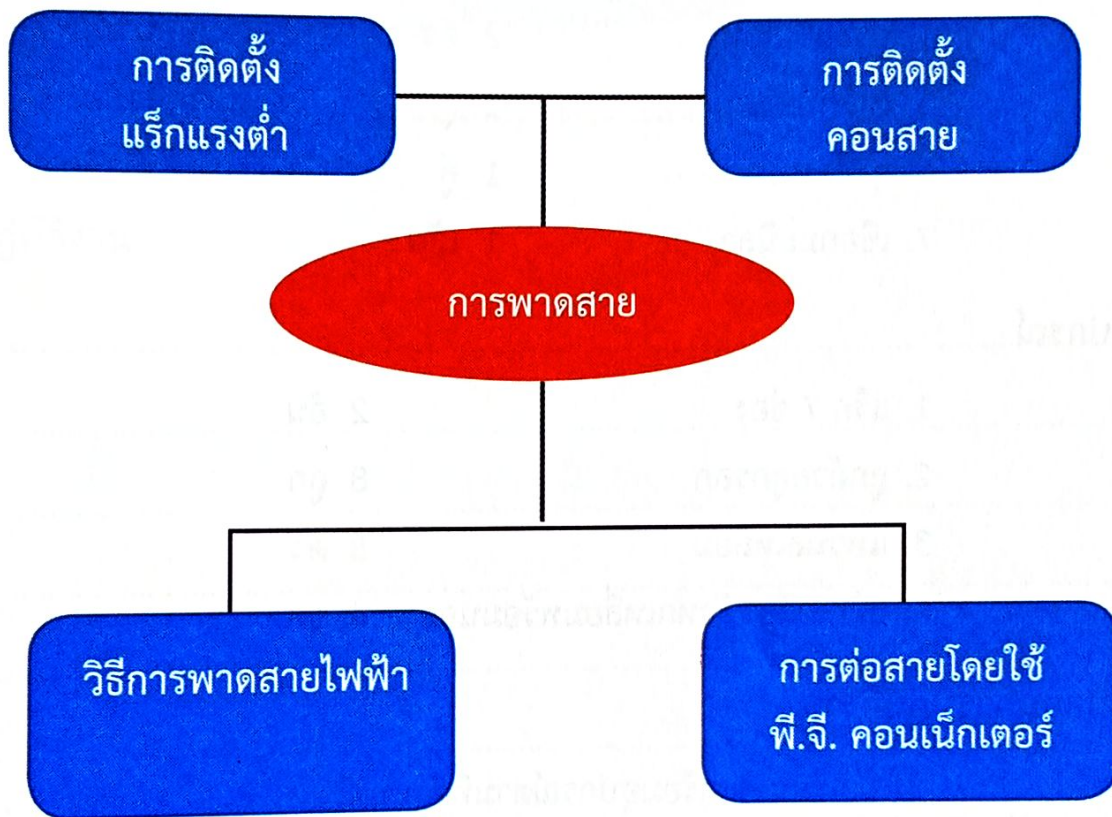 การติดตั้ง
แร็กแรงต่ำ
การติดตั้ง
คอนสาย
การพาดสาย
วิธีการพาดสายไฟฟ้า
การต่อสายโดยใช้
พี.จี. คอนเน็กเตอร์